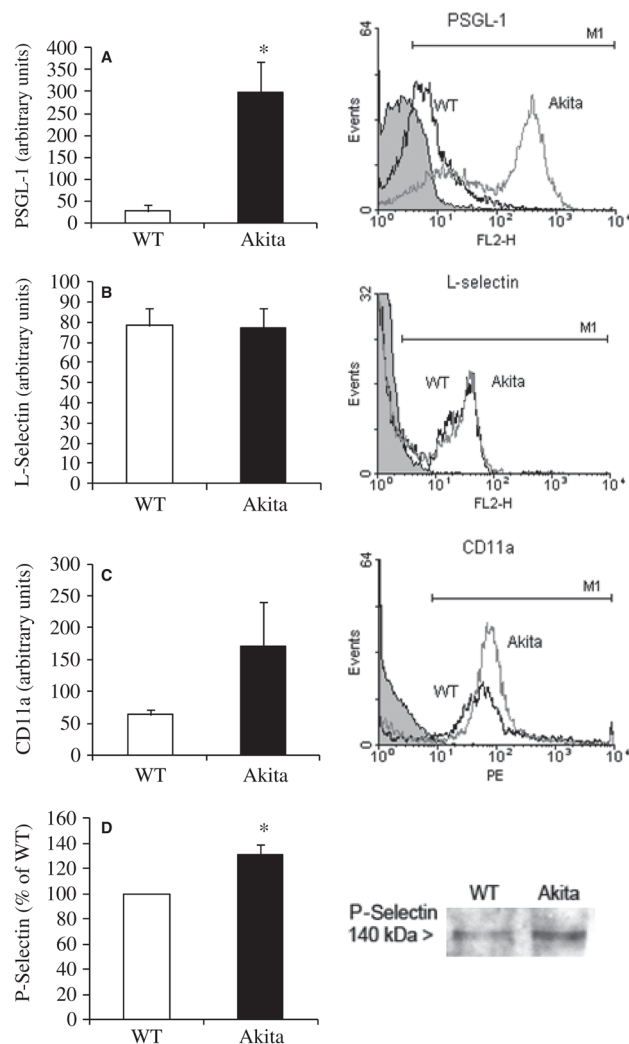 A
PSGL-1 (arbitrary units)
400
350
300
250
200
150
100
50
0
*
WT
Akita
PSGL-1
M1
64
Events
0
WT
Akita
10⁰ 10¹ 10² 10³ 10⁴
FL2-H
B
L-Selectin (arbitrary units)
100
90
80
70
60
50
40
30
20
10
0
WT
Akita
L-selectin
M1
32
Events
0
WT
Akita
10⁰ 10¹ 10² 10³ 10⁴
FL2-H
C
CD11a (arbitrary units)
300
250
200
150
100
50
0
WT
Akita
CD11a
M1
64
Events
0
WT
Akita
10⁰ 10¹ 10² 10³ 10⁴
PE
D
P-Selectin (% of WT)
160
140
120
100
80
60
40
20
0
*
WT
Akita
WT Akita
P-Selectin
140 kDa >